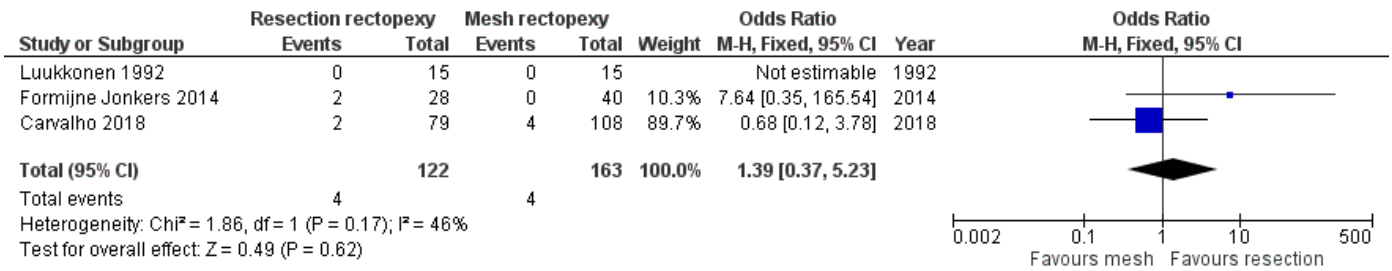 Resection rectopexy Mesh rectopexy Odds Ratio Odds Ratio
Study or Subgroup Events Total Events Total Weight M-H, Fixed, 95% CI Year M-H, Fixed, 95% CI
Luukkonen 1992 0 15 0 15 Not estimable 1992
Formijne Jonkers 2014 2 28 0 40 10.3% 7.64 [0.35, 165.54] 2014
Carvalho 2018 2 79 4 108 89.7% 0.68 [0.12, 3.78] 2018
Total (95% CI) 122 163 100.0% 1.39 [0.37, 5.23]
Total events 4 4
Heterogeneity: Chi² = 1.86, df = 1 (P = 0.17); I² = 46%
Test for overall effect: Z = 0.49 (P = 0.62)
0.002 0.1 1 10 500
Favours mesh Favours resection